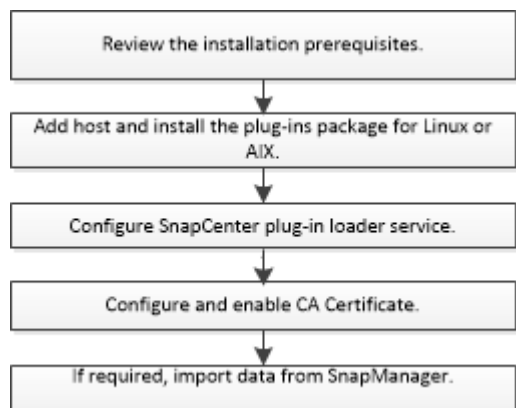 Review the installation prerequisites.
Add host and install the plug-ins package for Linux or
AIX.
Configure SnapCenter plug-in loader service.
Configure and enable CA Certificate.
If required, import data from SnapManager.